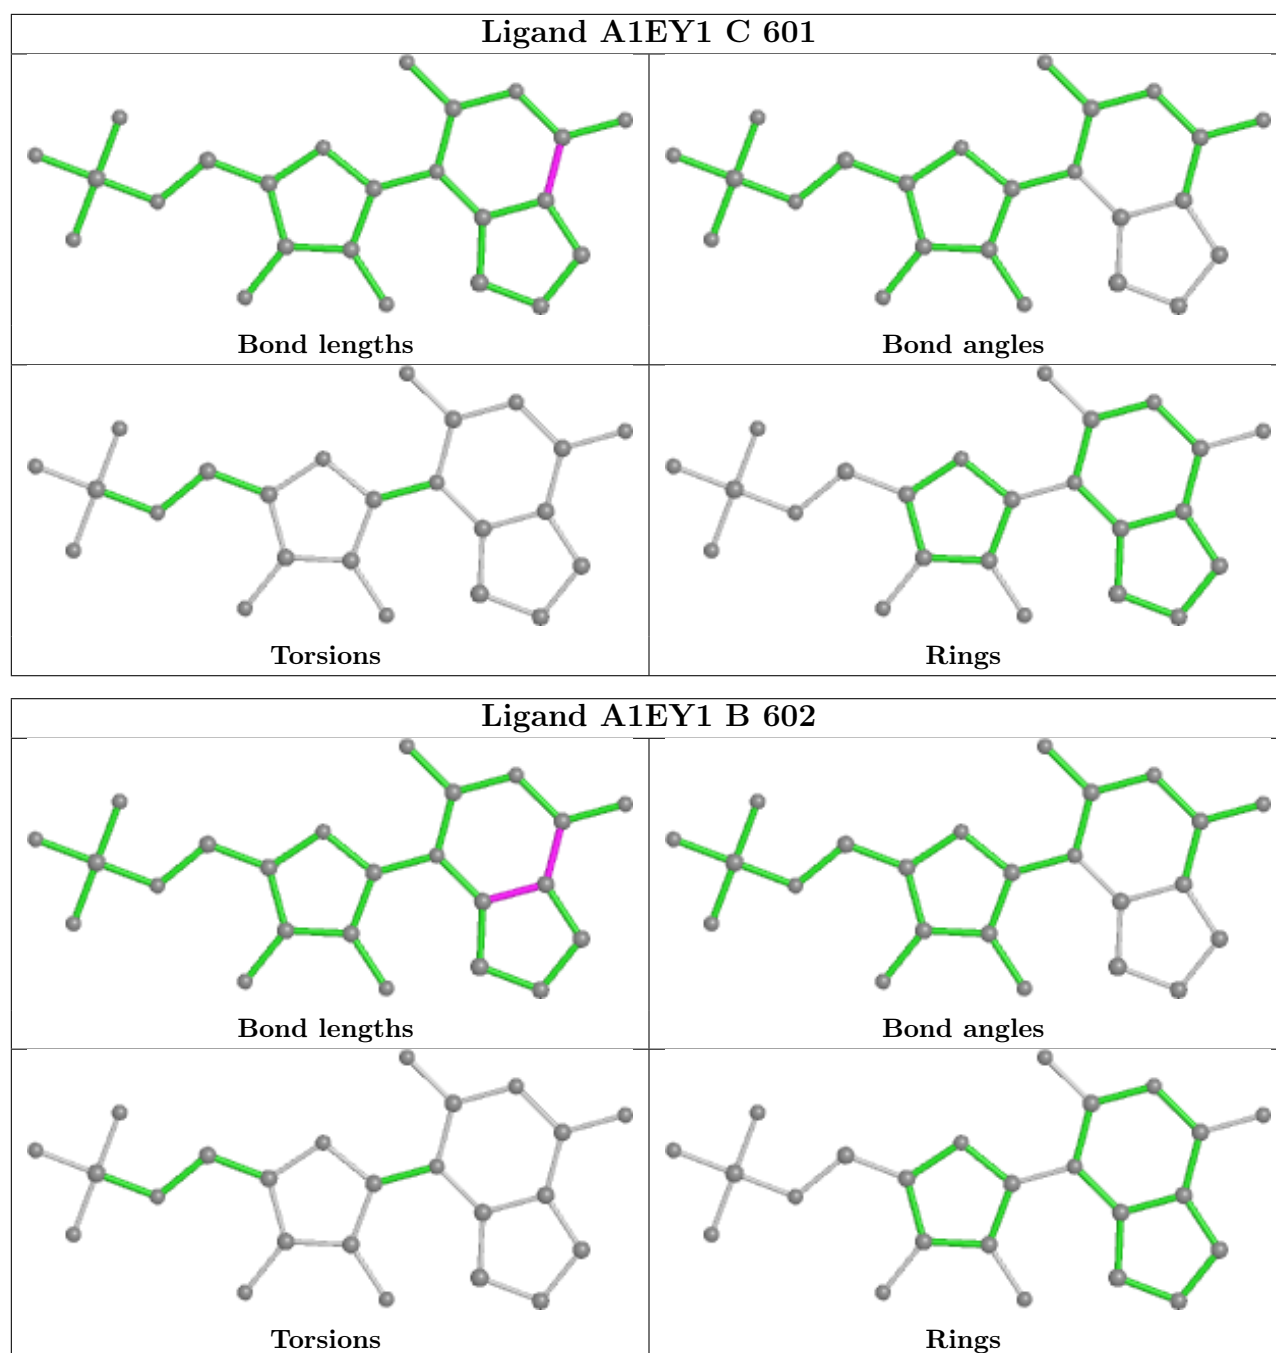 Ligand A1EY1 C 601
Bond lengths
Bond angles
Torsions
Rings
Ligand A1EY1 B 602
Bond lengths
Bond angles
Torsions
Rings